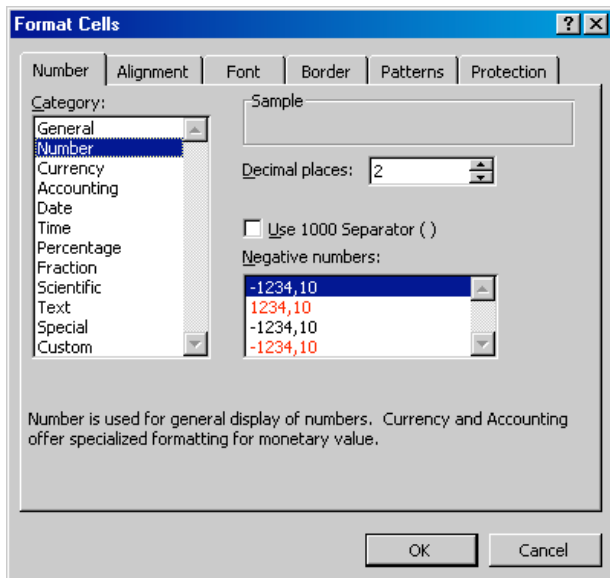 Format Cells
Number Alignment Font Border Patterns Protection
Category:
General
Number
Currency
Accounting
Date
Time
Percentage
Fraction
Scientific
Text
Special
Custom
Sample
Decimal places: 2
Use 1000 Separator ( )
Negative numbers:
-1234,10
1234,10
-1234,10
-1234,10
Number is used for general display of numbers. Currency and Accounting
offer specialized formatting for monetary value.
OK Cancel